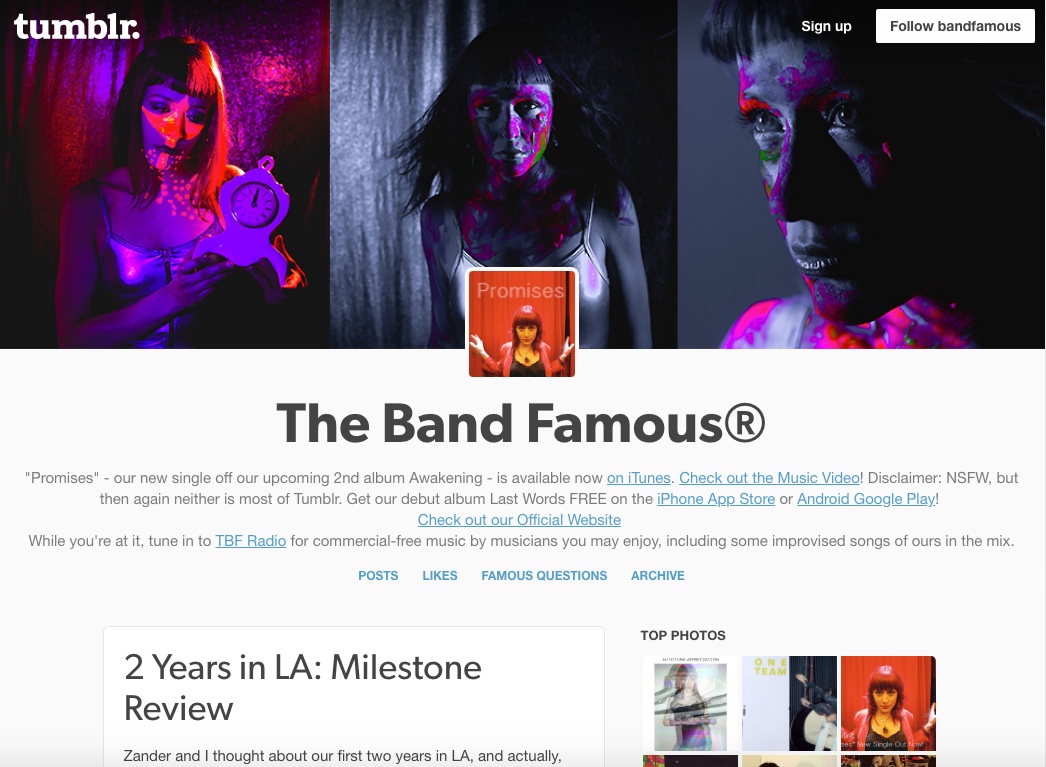 tumblr.
Sign up
Follow bandfamous
Promises
The Band Famous®
"Promises" - our new single off our upcoming 2nd album Awakening - is available now on iTunes. Check out the Music Video! Disclaimer: NSFW, but
then again neither is most of Tumblr. Get our debut album Last Words FREE on the iPhone App Store or Android Google Play!
Check out our Official Website
While you're at it, tune in to TBF Radio for commercial-free music by musicians you may enjoy, including some improvised songs of ours in the mix.
POSTS LIKES FAMOUS QUESTIONS ARCHIVE
2 Years in LA: Milestone
Review
Zander and I thought about our first two years in LA, and actually,
TOP PHOTOS
APPRECIATION
ONE
TEAM
New Single Out Now!